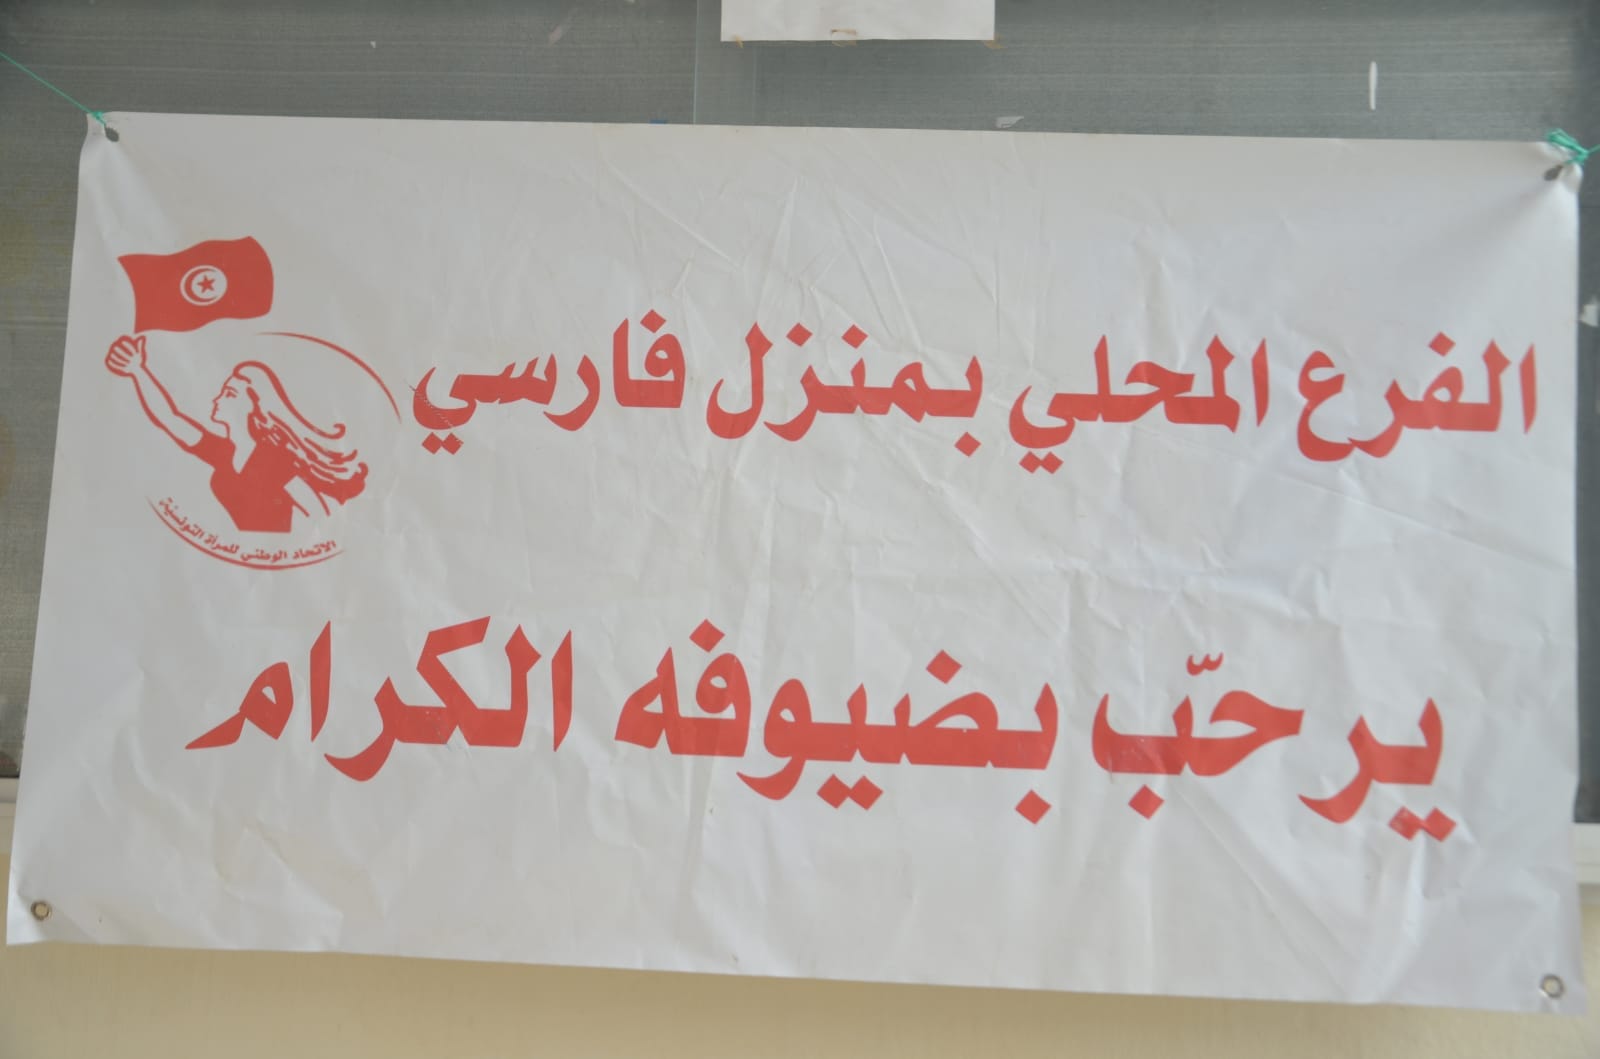 الفرع المحلي بمنزل فارسي
الاتحاد الوطني للمرأة التونسية
يرحّب بضيوفه الكرام